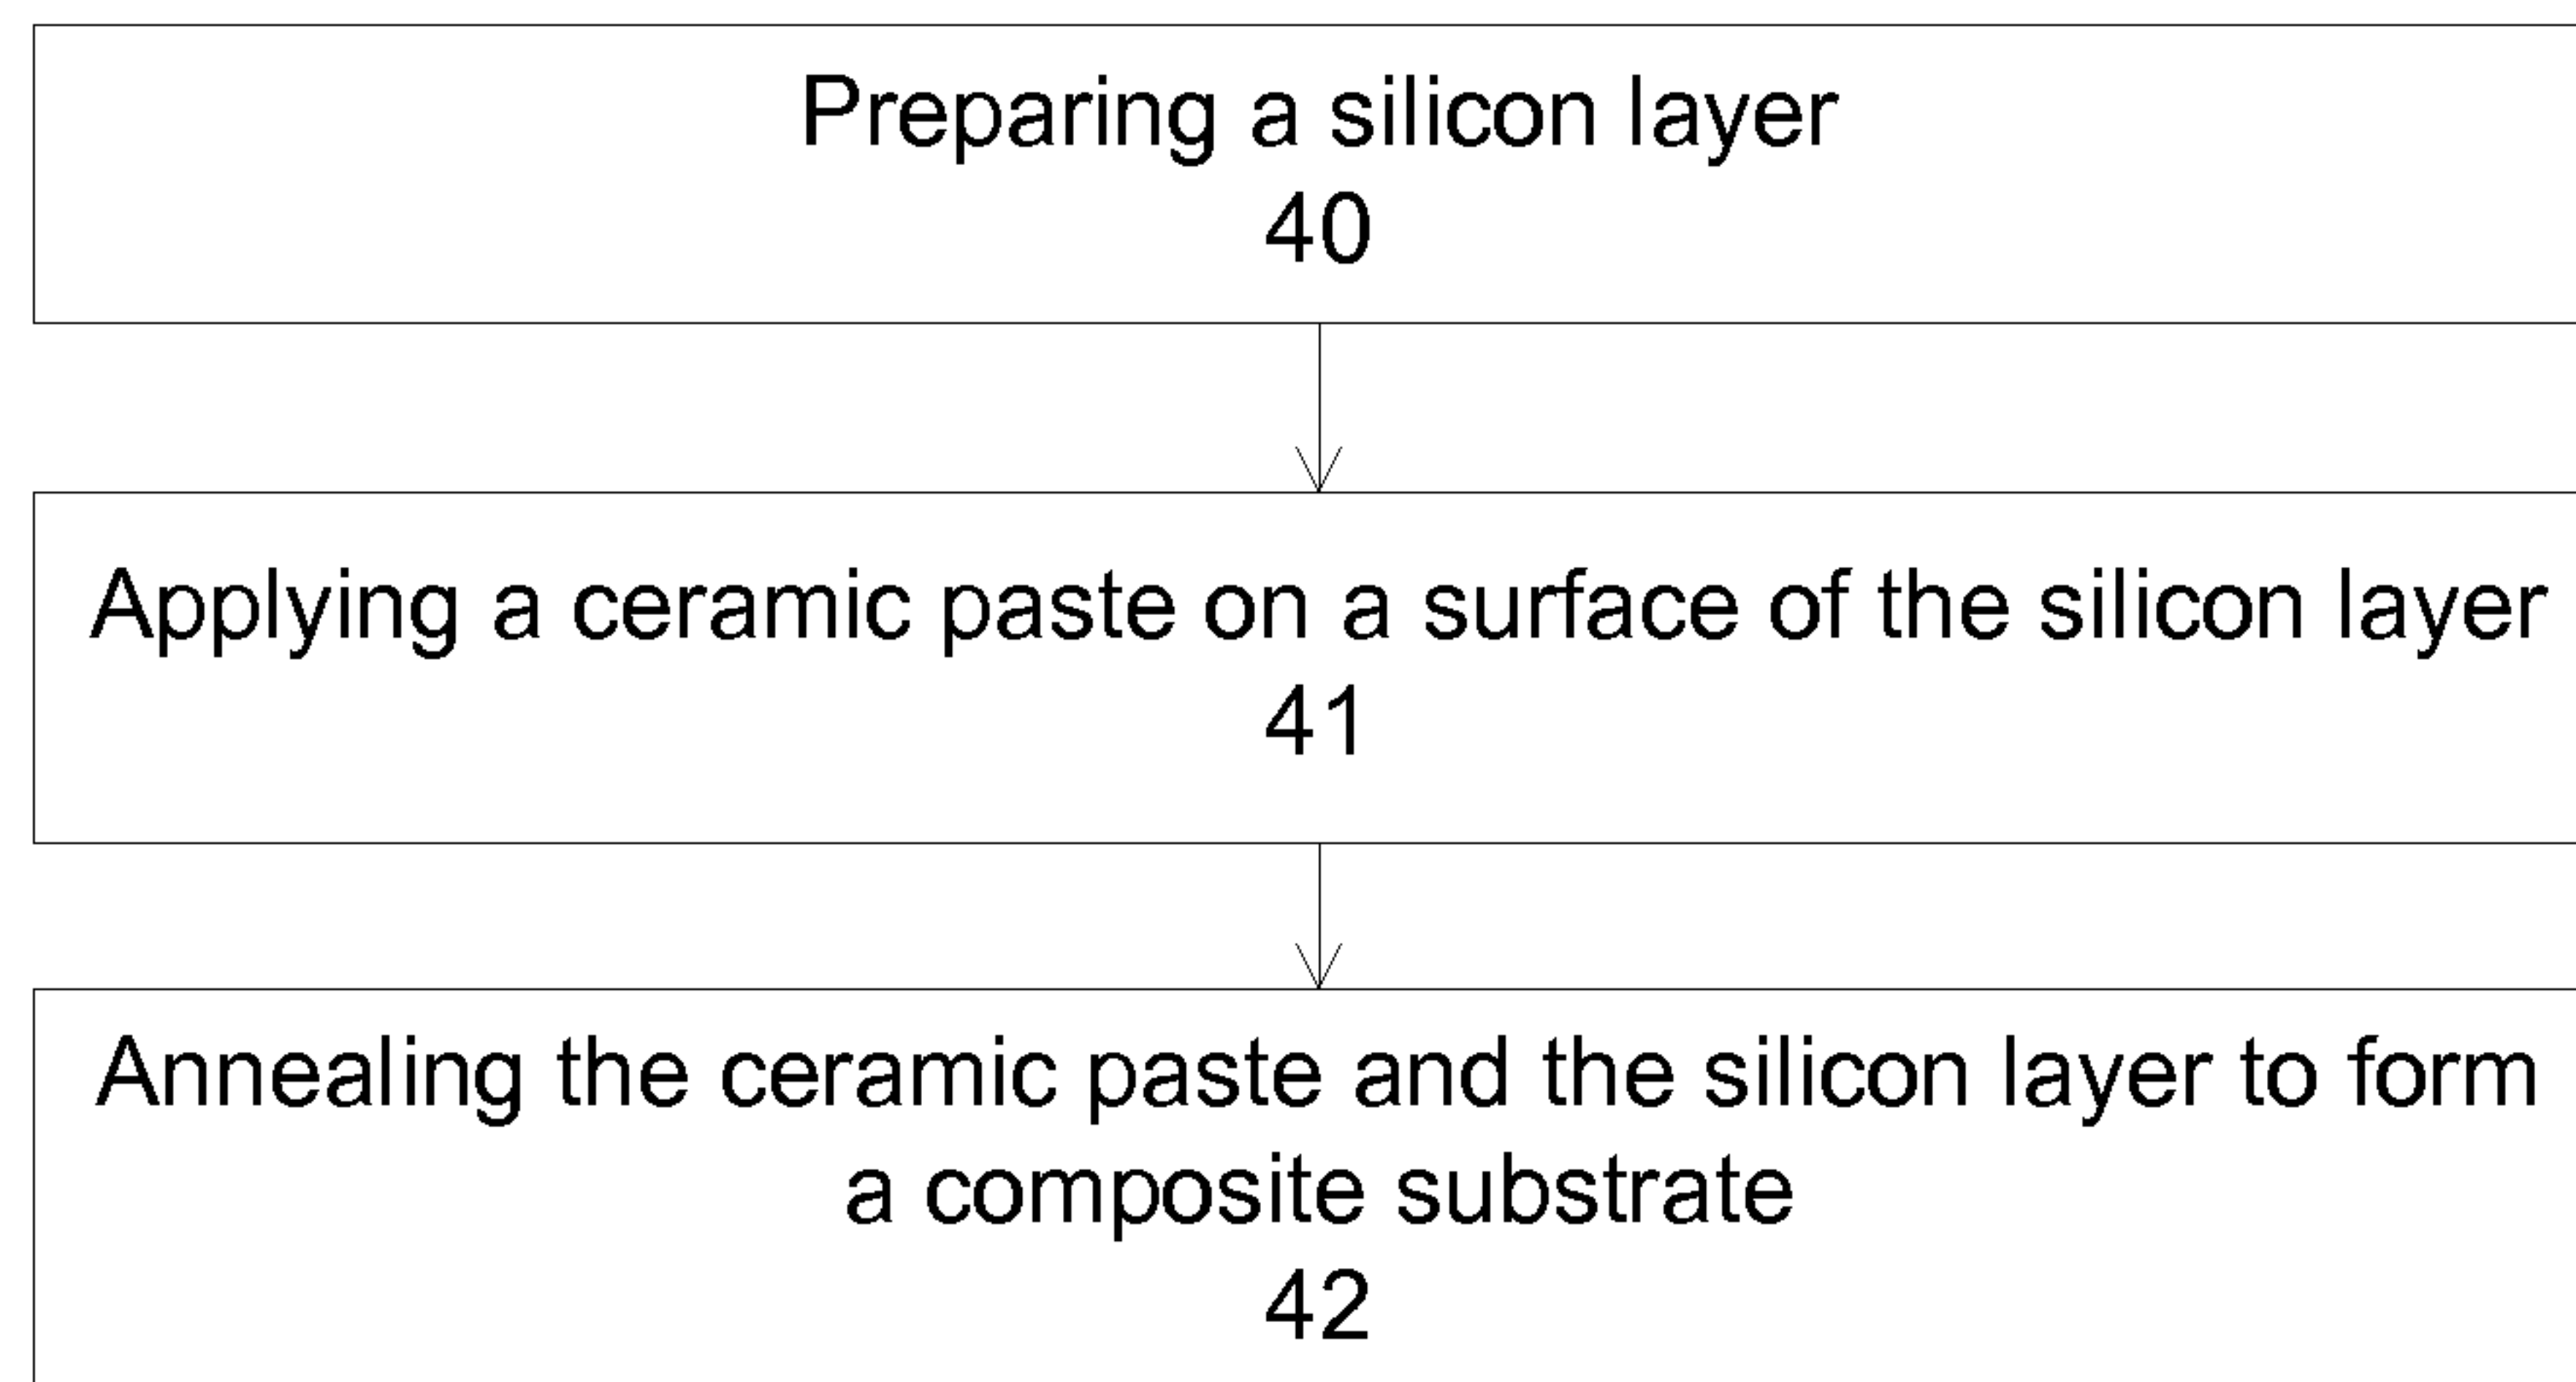 Preparing a silicon layer
40
Applying a ceramic paste on a surface of the silicon layer
41
Annealing the ceramic paste and the silicon layer to form
a composite substrate
42